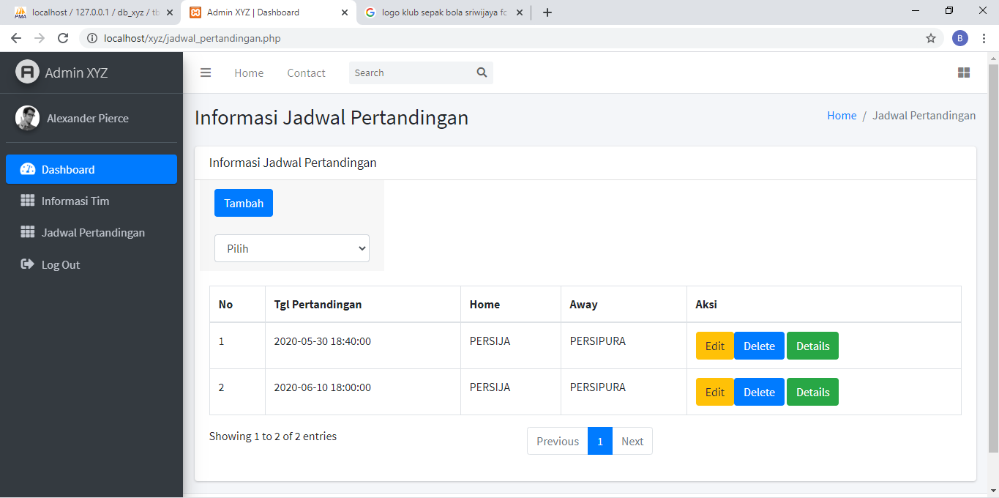 localhost / 127.0.0.1 / db_xyz / tb
Admin XYZ | Dashboard
logo klub sepak bola sriwijaya fc
localhost/xyz/jadwal_pertandingan.php
B
Admin XYZ
Home
Contact
Search
Alexander Pierce
Informasi Jadwal Pertandingan
Home / Jadwal Pertandingan
Dashboard
Informasi Tim
Jadwal Pertandingan
Log Out
Informasi Jadwal Pertandingan
Tambah
Pilih
No Tgl Pertandingan Home Away Aksi
1 2020-05-30 18:40:00 PERSIJA PERSIPURA Edit Delete Details
2 2020-06-10 18:00:00 PERSIJA PERSIPURA Edit Delete Details
Showing 1 to 2 of 2 entries
Previous 1 Next